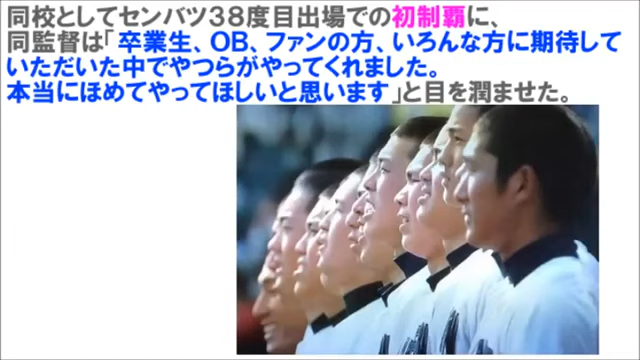 同校としてセンバツ３８度目出場での初制覇に、
同監督は「卒業生、ＯＢ、ファンの方、いろんな方に期待して
いただいた中でやつらがやってくれました。
本当にほめてやってほしいと思います」と目を潤ませた。